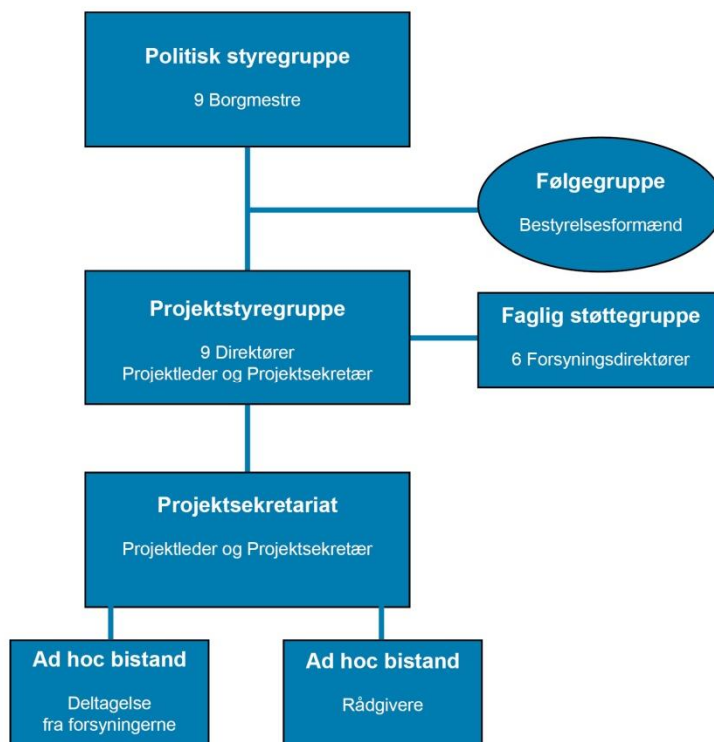 Politisk styregruppe
9 Borgmestre
Følgegruppe
Bestyrelsesformænd
Projektstyregruppe
9 Direktører
Projektleder og Projektsekretær
Faglig støttegruppe
6 Forsyningsdirektører
Projektsekretariat
Projektleder og Projektsekretær
Ad hoc bistand
Deltagelse
fra forsyningerne
Ad hoc bistand
Rådgivere